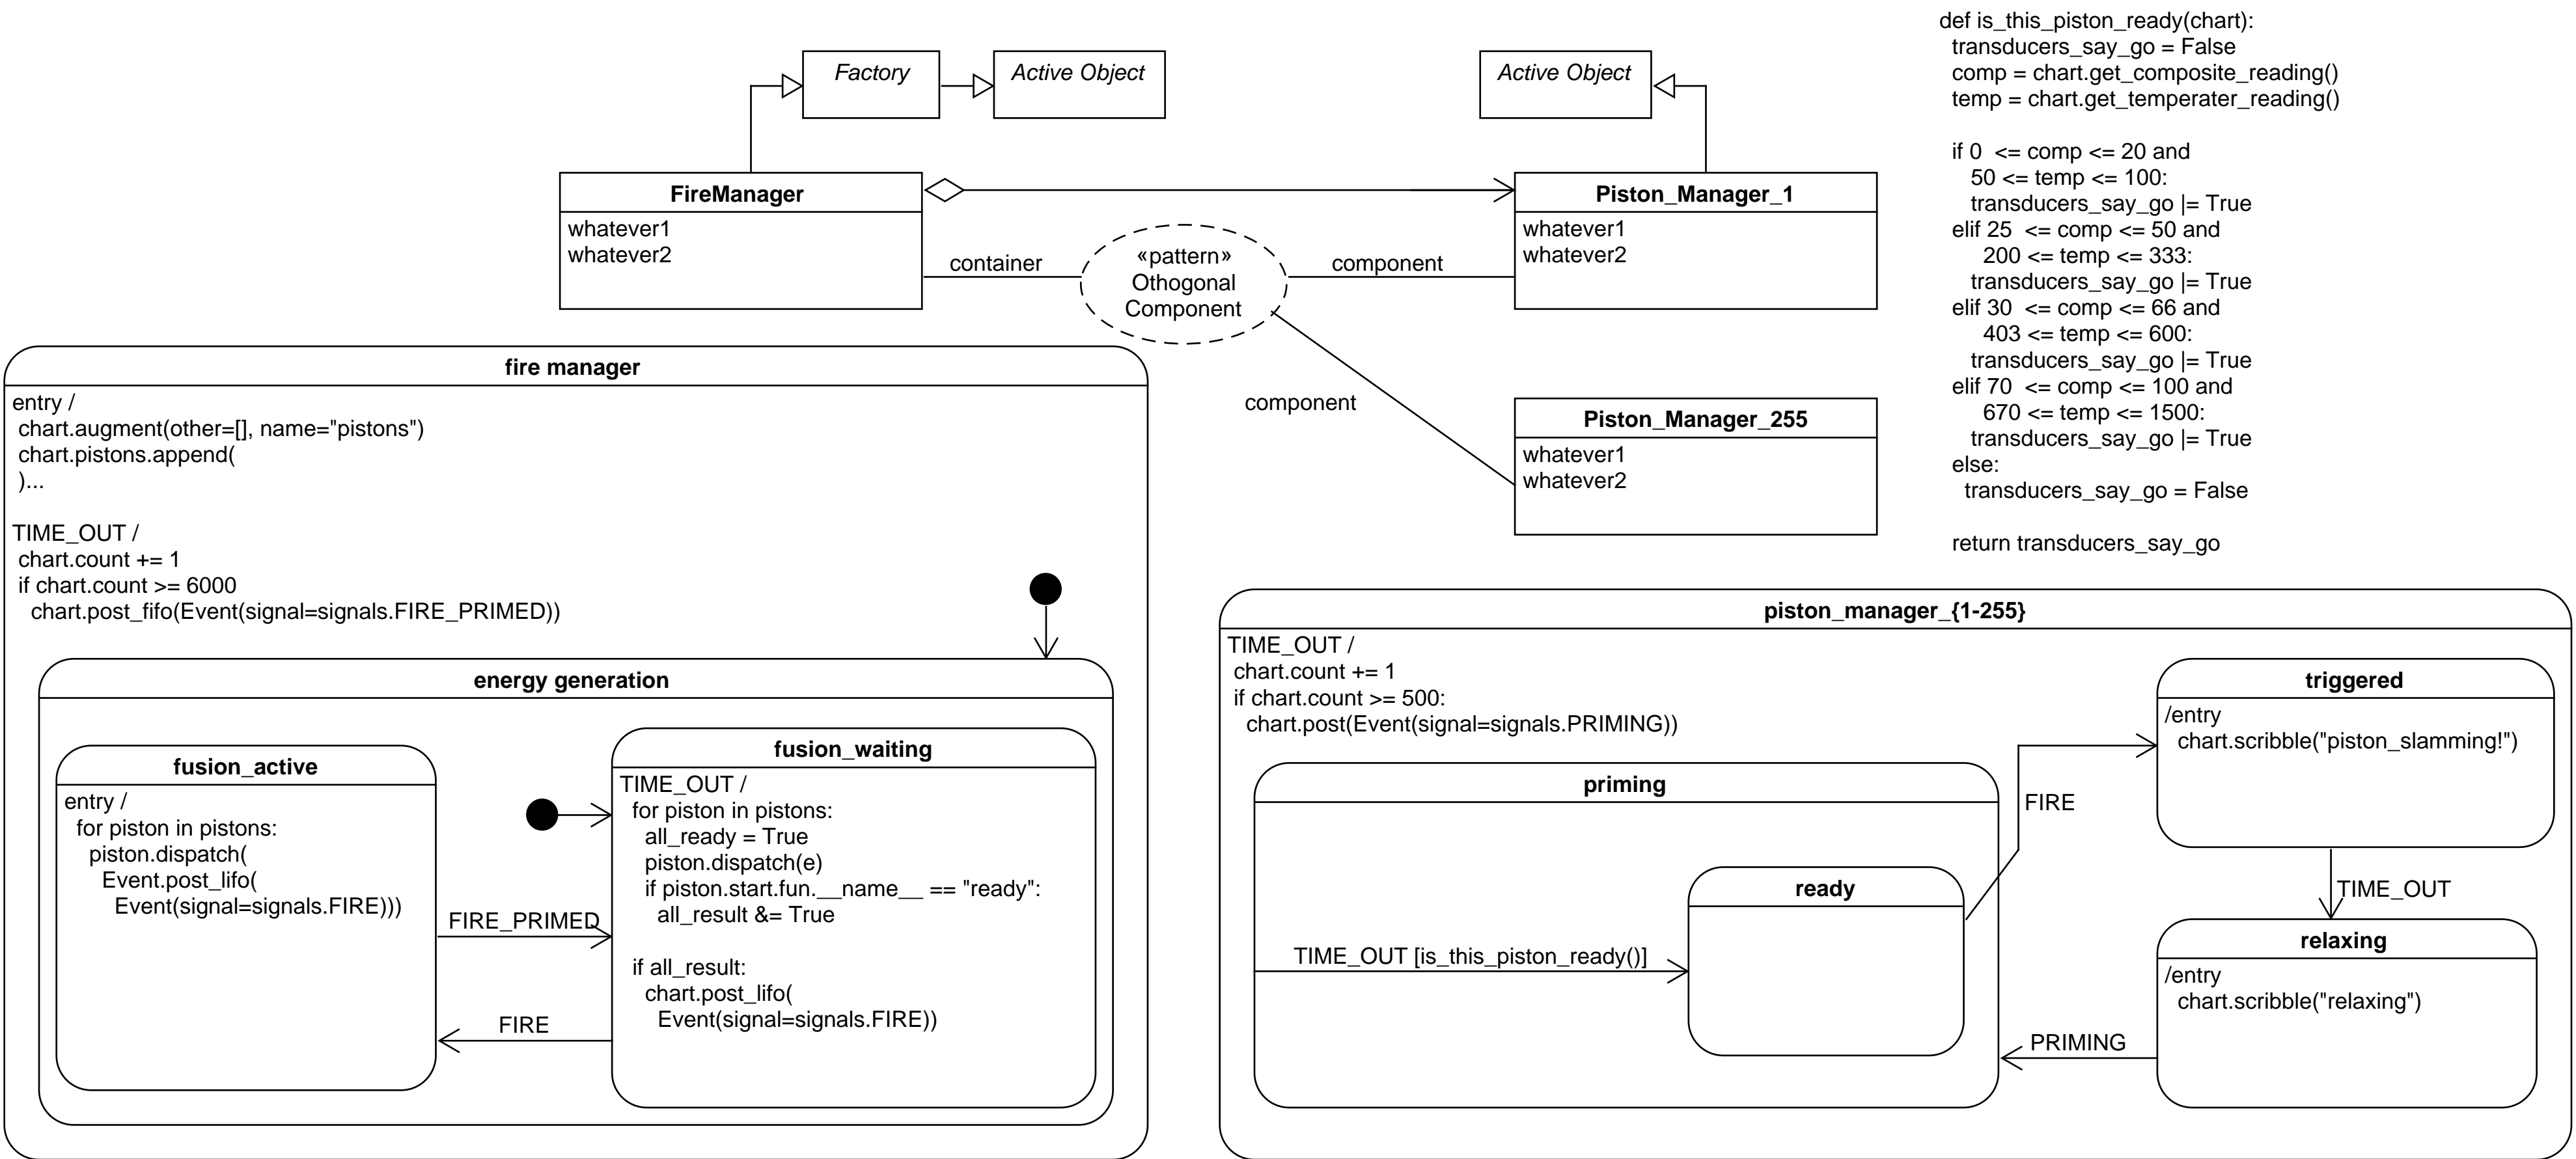 Factory
Active Object
Active Object
FireManager
whatever1
whatever2
container
«pattern»
Othogonal
Component
component
component
Piston_Manager_1
whatever1
whatever2
Piston_Manager_255
whatever1
whatever2
def is_this_piston_ready(chart):
transducers_say_go = False
comp = chart.get_composite_reading()
temp = chart.get_temperater_reading()
if 0  <= comp <= 20 and
50 <= temp <= 100:
transducers_say_go |= True
elif 25  <= comp <= 50 and
200 <= temp <= 333:
transducers_say_go |= True
elif 30  <= comp <= 66 and
403 <= temp <= 600:
transducers_say_go |= True
elif 70  <= comp <= 100 and
670 <= temp <= 1500:
transducers_say_go |= True
else:
transducers_say_go = False
return transducers_say_go
fire manager
entry /
chart.augment(other=[], name="pistons")
chart.pistons.append(
)...
TIME_OUT /
chart.count += 1
if chart.count >= 6000
chart.post_fifo(Event(signal=signals.FIRE_PRIMED))
energy generation
fusion_active
entry /
for piston in pistons:
piston.dispatch(
Event.post_lifo(
Event(signal=signals.FIRE)))
FIRE_PRIMED
FIRE
fusion_waiting
TIME_OUT /
for piston in pistons:
all_ready = True
piston.dispatch(e)
if piston.start.fun.__name__ == "ready":
all_result &= True
if all_result:
chart.post_lifo(
Event(signal=signals.FIRE))
piston_manager_{1-255}
TIME_OUT /
chart.count += 1
if chart.count >= 500:
chart.post(Event(signal=signals.PRIMING))
priming
TIME_OUT [is_this_piston_ready()]
ready
FIRE
triggered
/entry
chart.scribble("piston_slamming!")
TIME_OUT
relaxing
/entry
chart.scribble("relaxing")
PRIMING